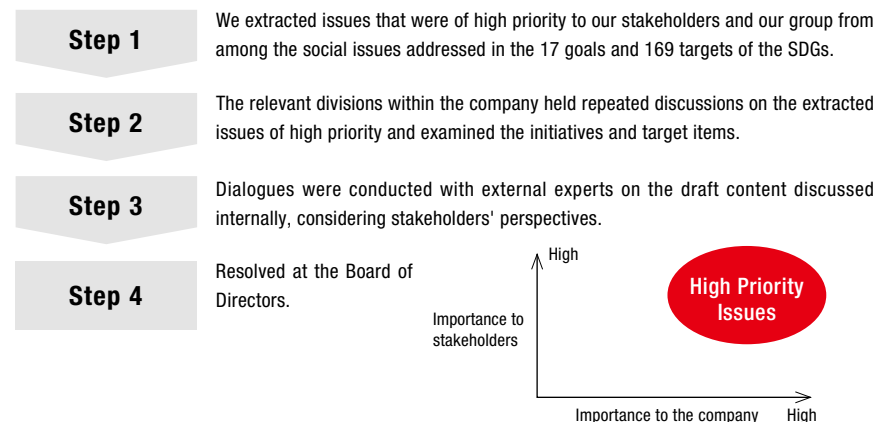 Step 1
We extracted issues that were of high priority to our stakeholders and our group from
among the social issues addressed in the 17 goals and 169 targets of the SDGs.
Step 2
The relevant divisions within the company held repeated discussions on the extracted
issues of high priority and examined the initiatives and target items.
Step 3
Dialogues were conducted with external experts on the draft content discussed
internally, considering stakeholders' perspectives.
Step 4
Resolved at the Board of
Directors.
High
High Priority
Issues
Importance to
stakeholders
Importance to the company
High